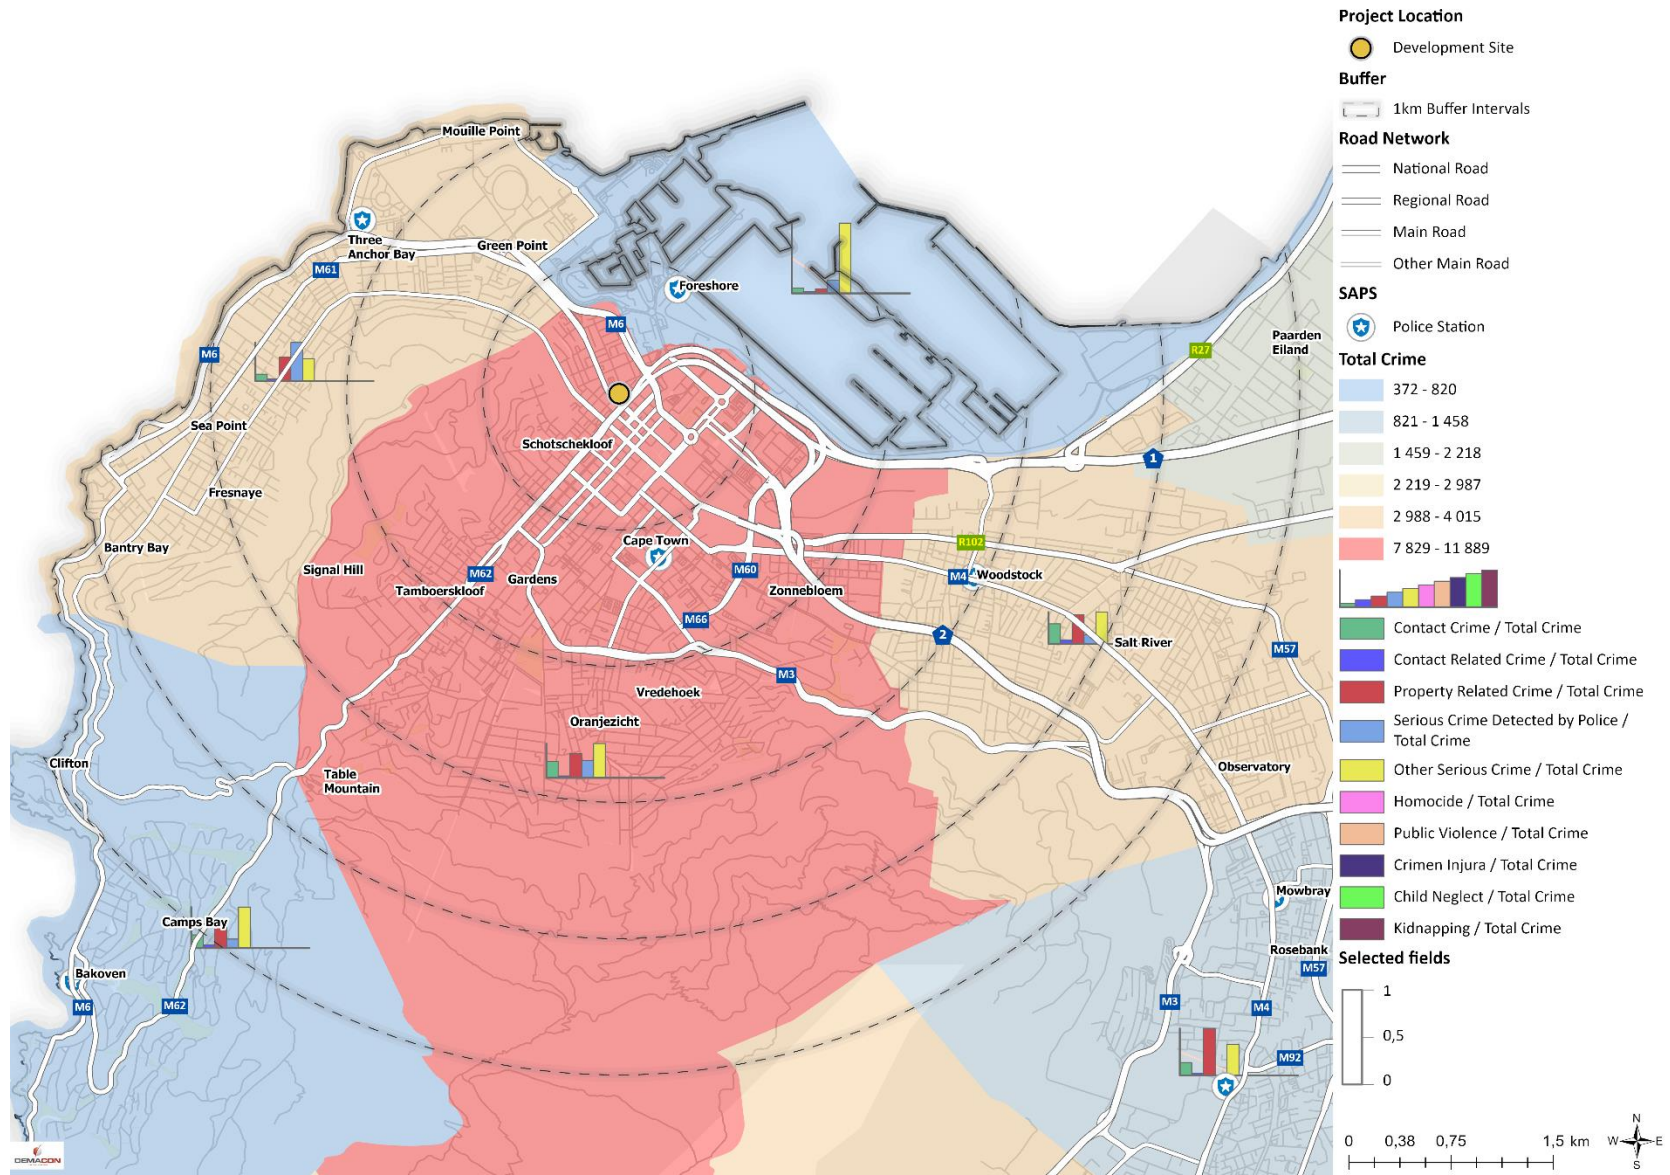 Mouille Point
Three
Anchor Bay
Green Point
M61
Foreshore
M6
M6
R27
Paarden
Eiland
Sea Point
Schotschekloof
1
Fresnaye
Bantry Bay
Cape Town
R102
Signal Hill
M62
Gardens
M60
M4
Woodstock
Tamboerskloof
Zonnebloem
M66
2
Salt River
M57
M3
Vredehoek
Oranjezicht
Clifton
Table
Mountain
Observatory
Mowbray
Camps Bay
Rosebank
M57
Bakoven
M6
M62
M3
M4
M92
GEMACON
Project Location
Development Site
Buffer
1km Buffer Intervals
Road Network
National Road
Regional Road
Main Road
Other Main Road
SAPS
Police Station
Total Crime
372 - 820
821 - 1 458
1 459 - 2 218
2 219 - 2 987
2 988 - 4 015
7 829 - 11 889
Contact Crime / Total Crime
Contact Related Crime / Total Crime
Property Related Crime / Total Crime
Serious Crime Detected by Police /
Total Crime
Other Serious Crime / Total Crime
Homocide / Total Crime
Public Violence / Total Crime
Crimen Injura / Total Crime
Child Neglect / Total Crime
Kidnapping / Total Crime
Selected fields
1
0,5
0
0 0,38 0,75 1,5 km
N
W E
S